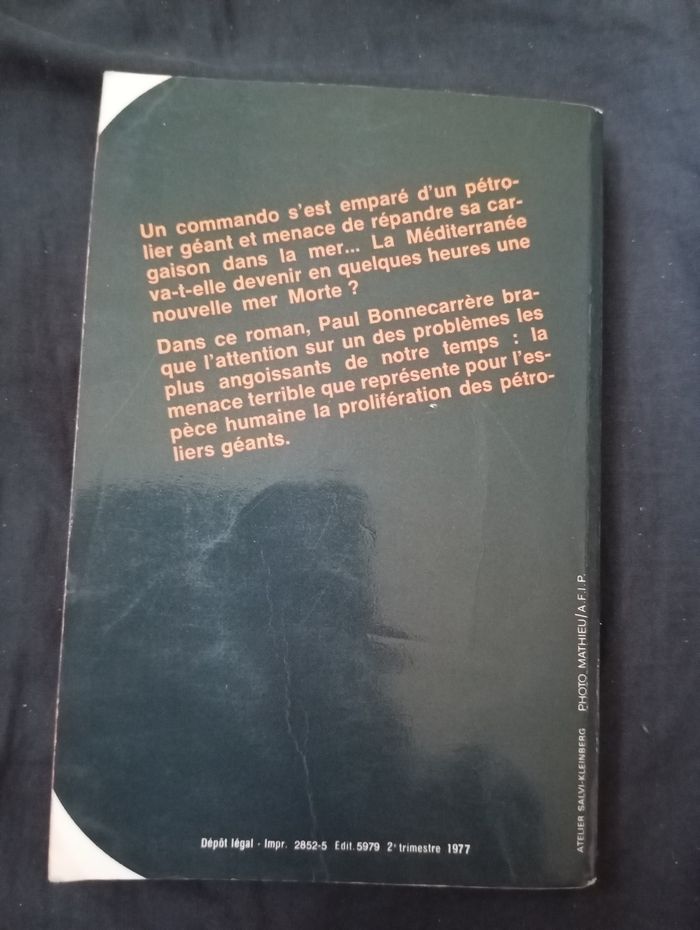 Un commando s'est emparé d'un pétro-
lier géant et menace de répandre sa car-
gaison dans la mer... La Méditerranée
va-t-elle devenir en quelques heures une
nouvelle mer Morte ?
Dans ce roman, Paul Bonnecarrère bra-
que l'attention sur un des problèmes les
plus angoissants de notre temps : la
menace terrible que représente pour l'es-
pèce humaine la prolifération des pétro-
liers géants.
ATELIER SALVI-KLEINBERG PHOTO MATHIEU/A.F.I.P.
Dépôt légal - Impr. 2852-5 Edit. 5979 2e trimestre 1977